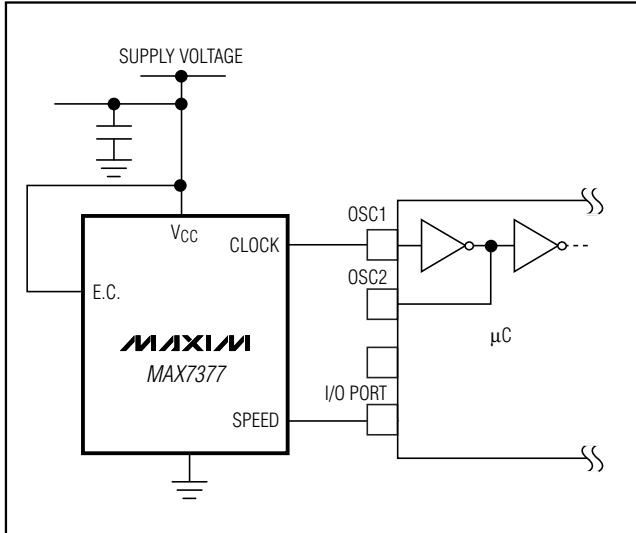 SUPPLY VOLTAGE
OSC1
VCC
CLOCK
OSC2
E.C.
MAXIM
MAX7377
µC
I/O PORT
SPEED